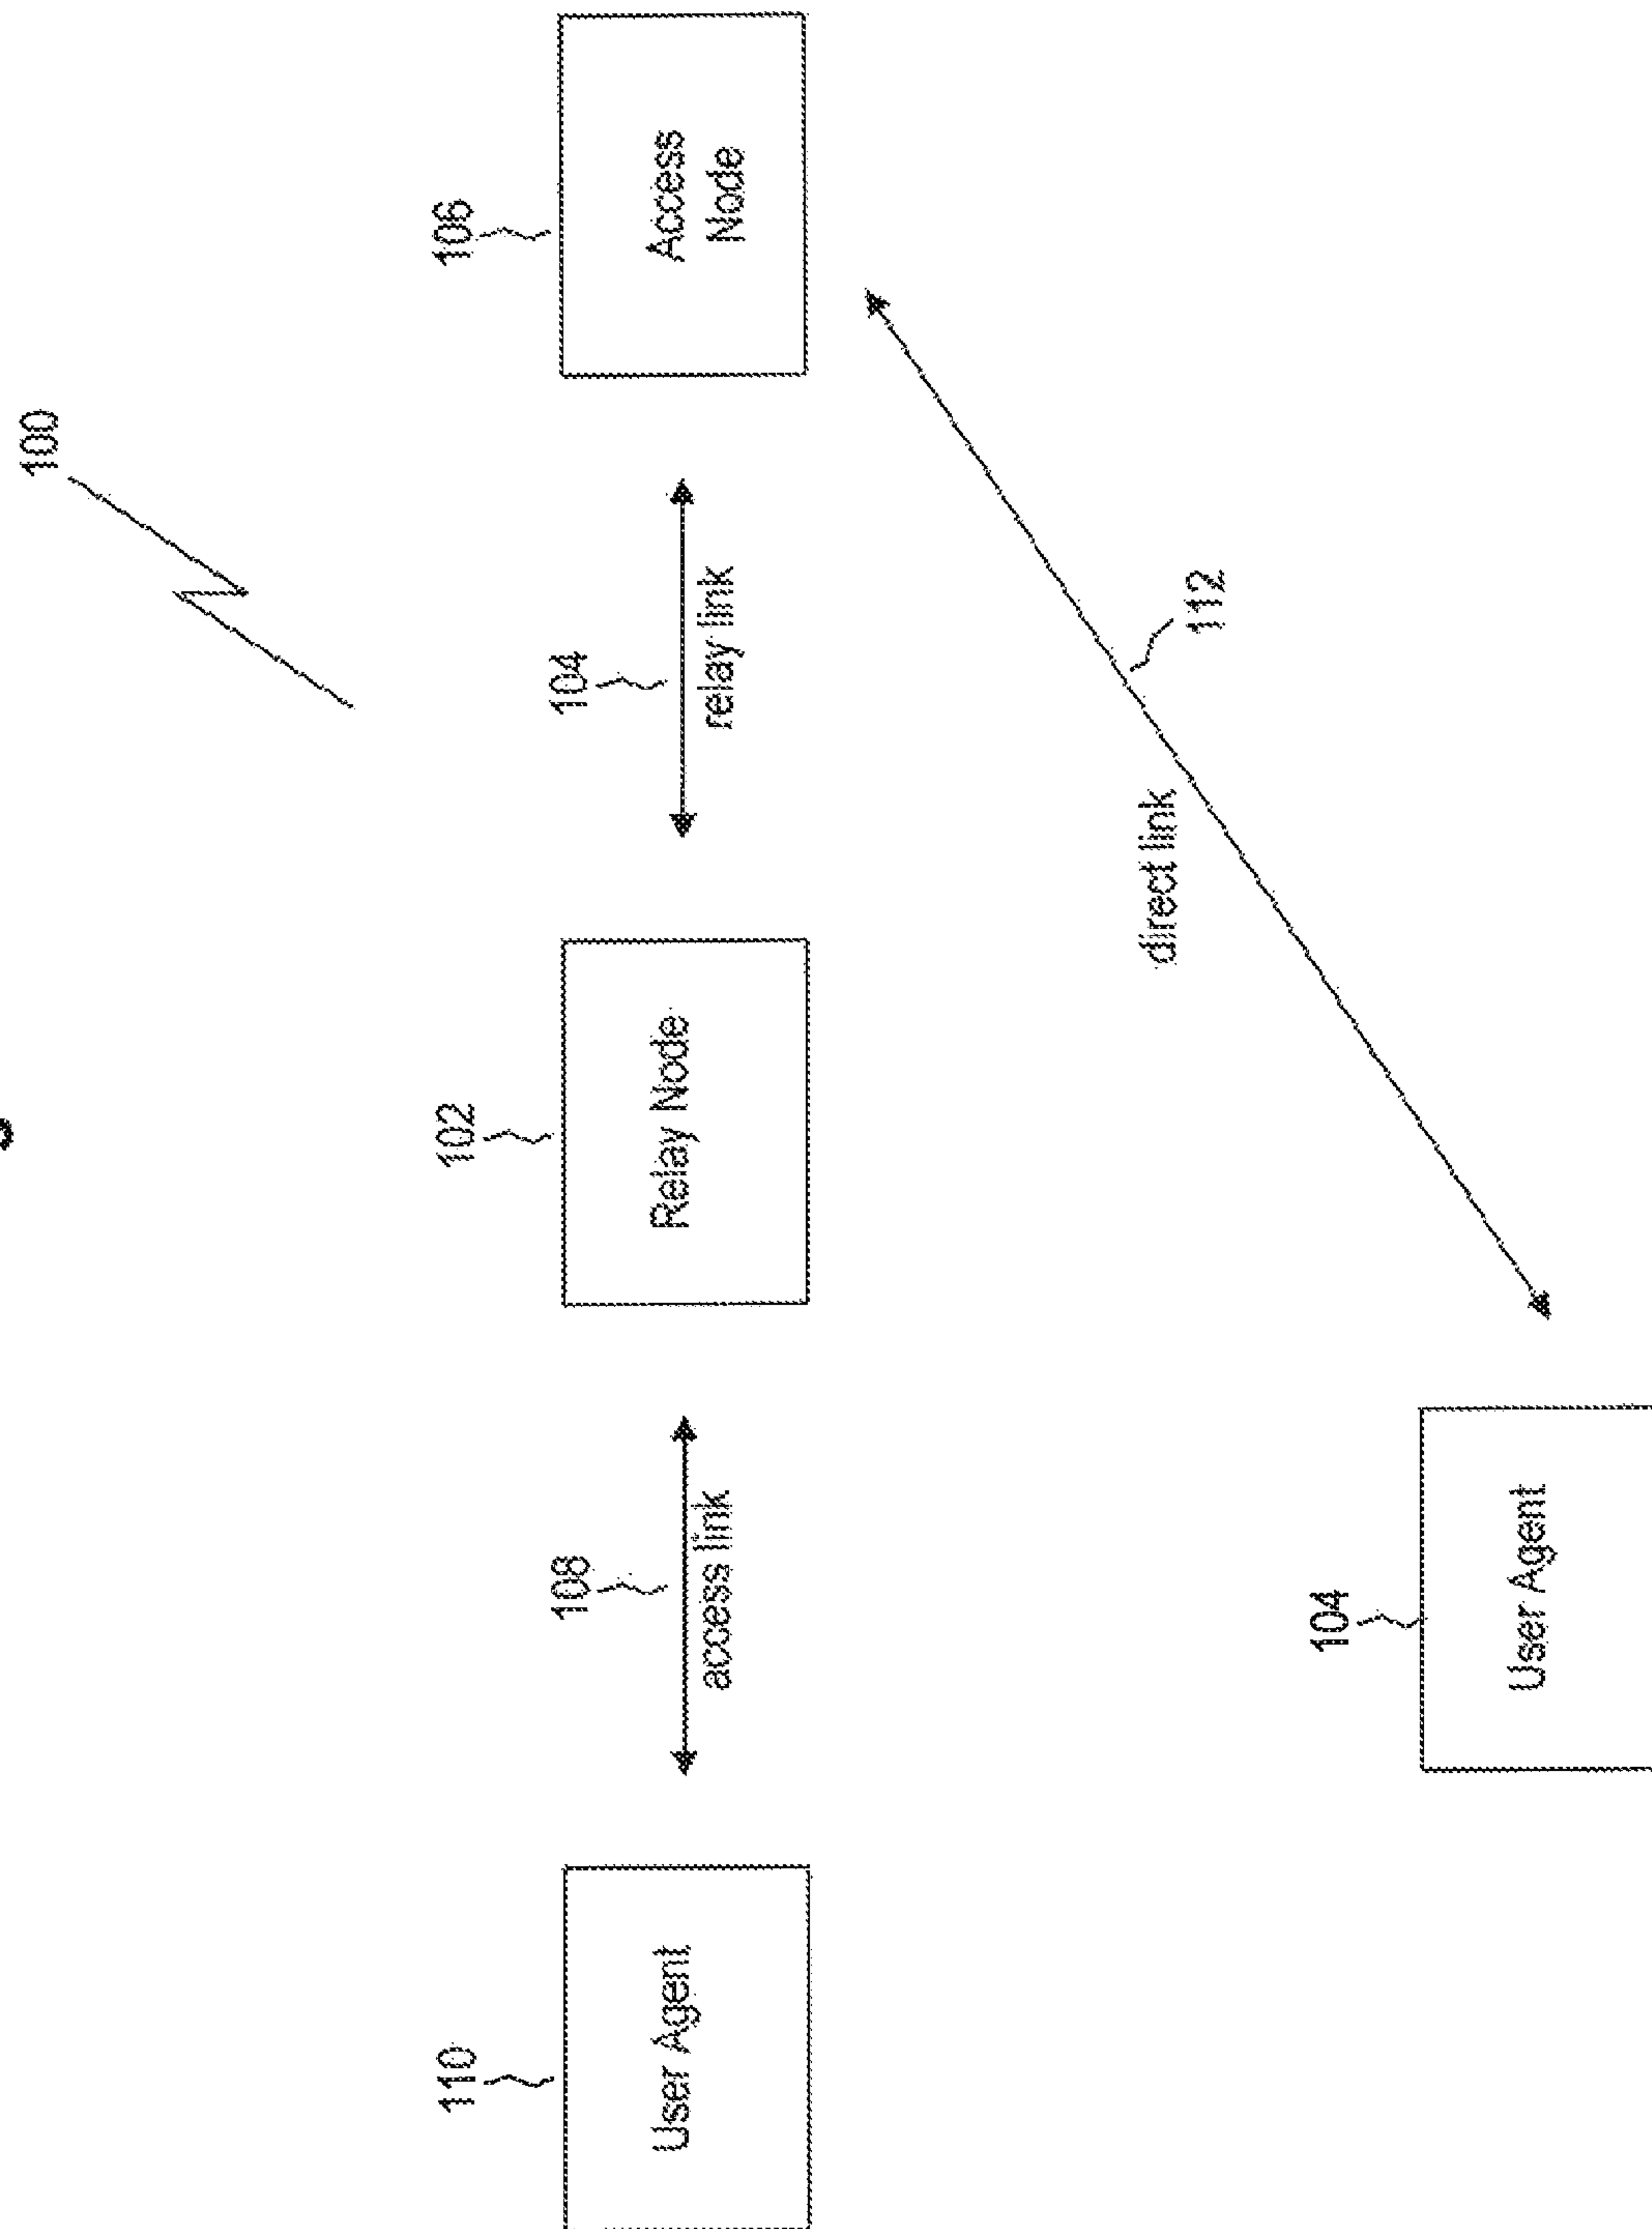 100
106
Access
Node
104
relay link
102
Relay Node
108
access link
110
User Agent
112
direct link
104
User Agent